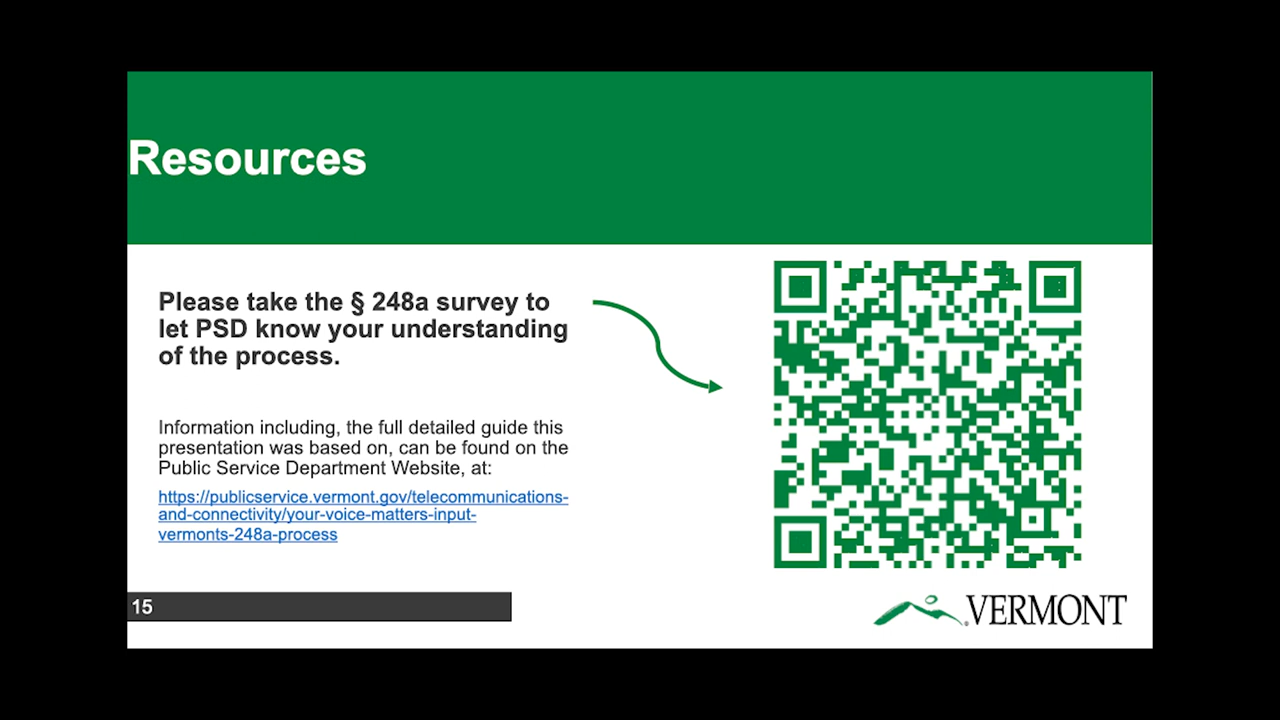 Resources
Please take the § 248a survey to
let PSD know your understanding
of the process.
Information including, the full detailed guide this
presentation was based on, can be found on the
Public Service Department Website, at:
https://publicservice.vermont.gov/telecommunications-
and-connectivity/your-voice-matters-input-
vermonts-248a-process
15
VERMONT